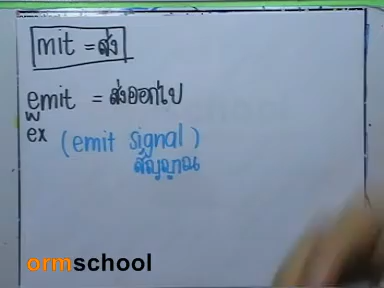 mit = ส่ง
emit = ส่งออกไป
ex (emit signal)
สัญญาณ
ormschool